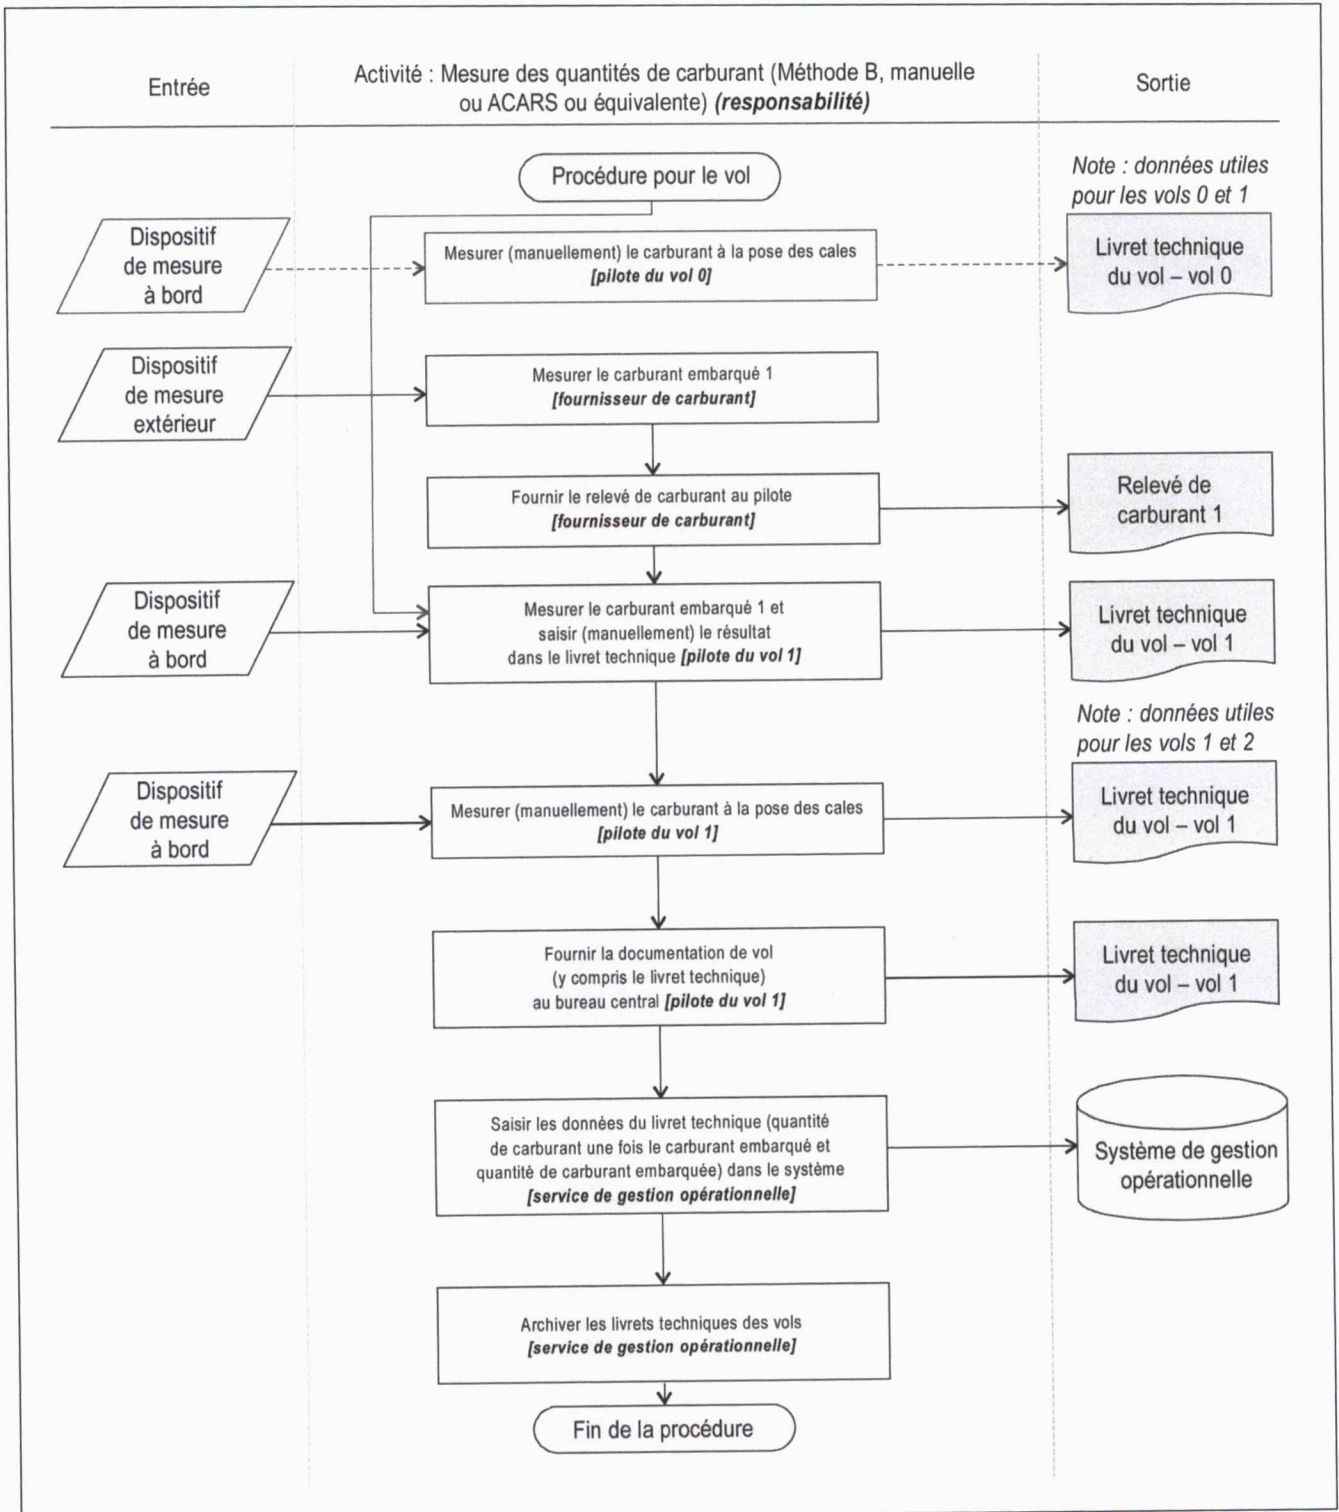 Entrée
Activité : Mesure des quantités de carburant (Méthode B, manuelle
ou ACARS ou équivalente) (responsabilité)
Sortie
Procédure pour le vol
Note : données utiles
pour les vols 0 et 1
Dispositif
de mesure
à bord
Mesurer (manuellement) le carburant à la pose des cales
[pilote du vol 0]
Livret technique
du vol – vol 0
Dispositif
de mesure
extérieur
Mesurer le carburant embarqué 1
[fournisseur de carburant]
Fournir le relevé de carburant au pilote
[fournisseur de carburant]
Relevé de
carburant 1
Dispositif
de mesure
à bord
Mesurer le carburant embarqué 1 et
saisir (manuellement) le résultat
dans le livret technique [pilote du vol 1]
Livret technique
du vol – vol 1
Note : données utiles
pour les vols 1 et 2
Dispositif
de mesure
à bord
Mesurer (manuellement) le carburant à la pose des cales
[pilote du vol 1]
Livret technique
du vol – vol 1
Fournir la documentation de vol
(y compris le livret technique)
au bureau central [pilote du vol 1]
Livret technique
du vol – vol 1
Saisir les données du livret technique (quantité
de carburant une fois le carburant embarqué et
quantité de carburant embarquée) dans le système
[service de gestion opérationnelle]
Système de gestion
opérationnelle
Archiver les livrets techniques des vols
[service de gestion opérationnelle]
Fin de la procédure